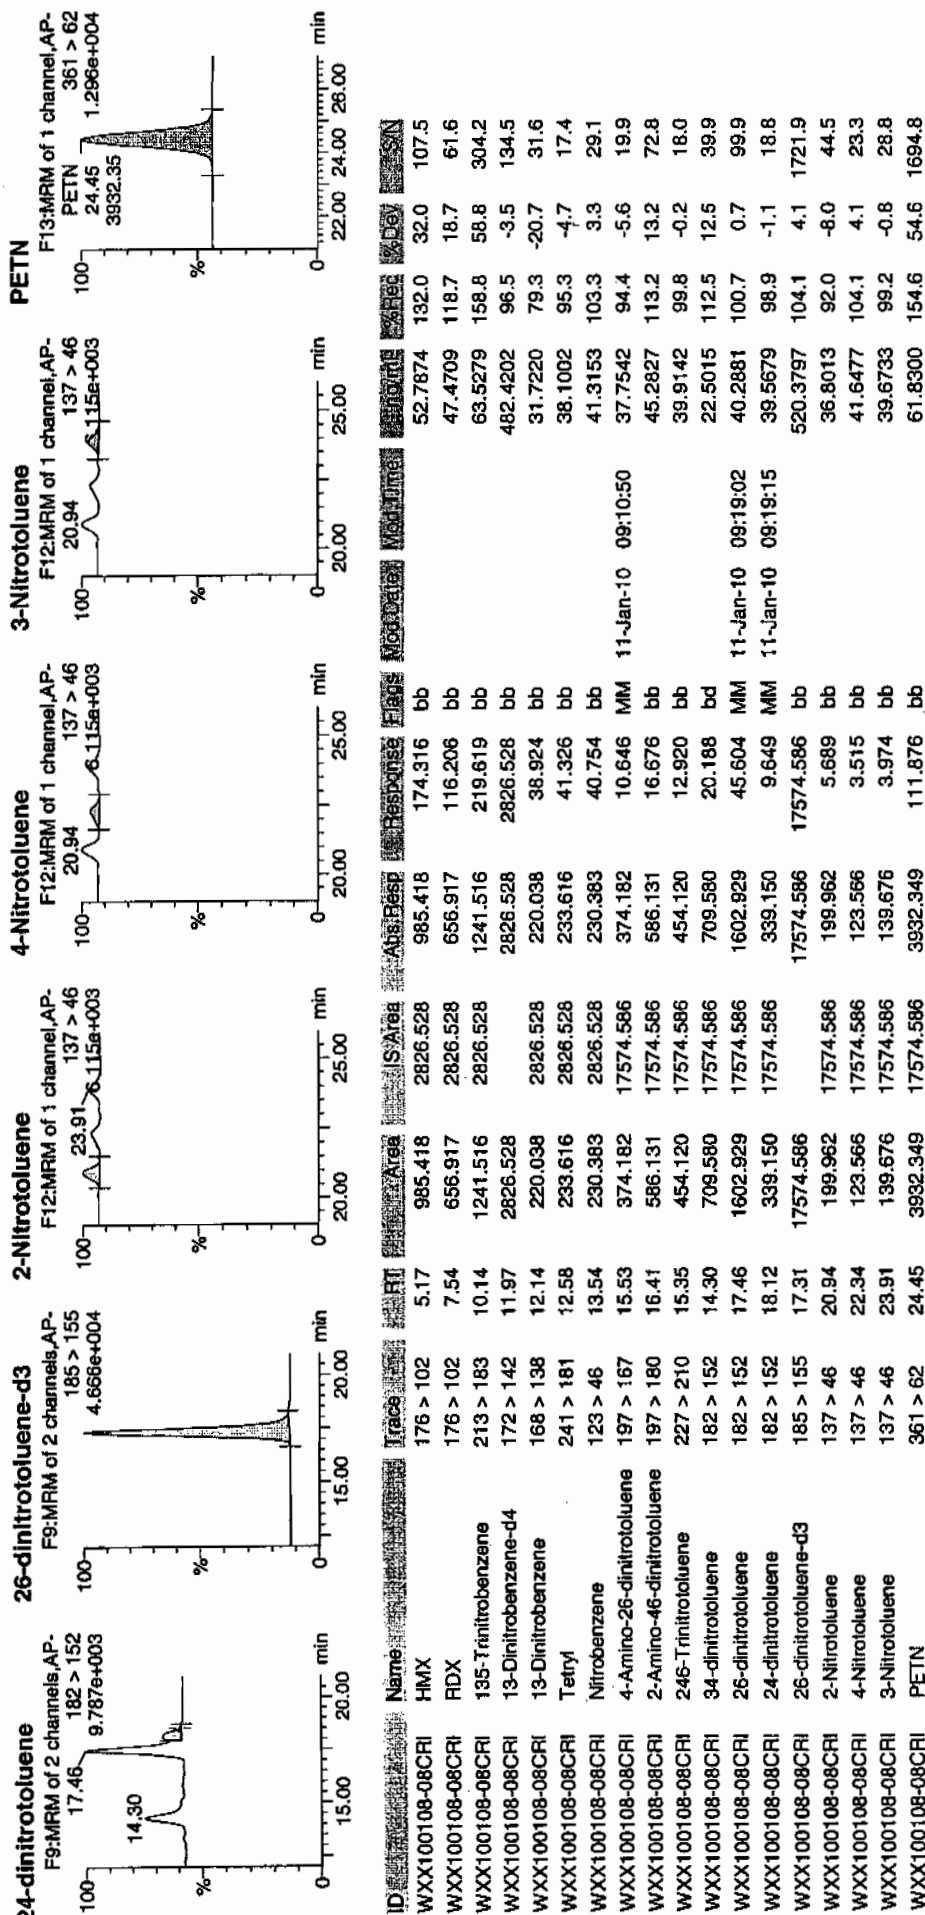 24-dinitrotoluene
F9:MRM of 2 channels,AP-
182 > 152
9.787e+003
17.46
14.30
100
%
0
15.00 20.00 min
26-dinitrotoluene-d3
F9:MRM of 2 channels,AP-
185 > 155
4.666e+004
100
%
0
15.00 20.00 min
2-Nitrotoluene
F12:MRM of 1 channel,AP-
137 > 46
6.115e+003
23.91
100
%
0
20.00 25.00 min
4-Nitrotoluene
F12:MRM of 1 channel,AP-
137 > 46
6.115e+003
20.94
100
%
0
20.00 25.00 min
3-Nitrotoluene
F12:MRM of 1 channel,AP-
137 > 46
6.115e+003
20.94
100
%
0
20.00 25.00 min
PETN
F13:MRM of 1 channel,AP-
361 > 62
1.296e+004
PETN
24.45
3932.35
100
%
0
22.00 24.00 26.00 min
ID Name Trace RT Area IS Area Abs.Resp Response Flags Mod.Date Mod.Time %Rec %Dev S/N
WXX100108-08CRI HMX 176 > 102 5.17 985.418 2826.528 985.418 174.316 bb 52.7874 132.0 32.0 107.5
WXX100108-08CRI RDX 176 > 102 7.54 656.917 2826.528 656.917 116.206 bb 47.4709 118.7 18.7 61.6
WXX100108-08CRI 135-Trinitrobenzene 213 > 183 10.14 1241.516 2826.528 1241.516 219.619 bb 63.5279 158.8 58.8 304.2
WXX100108-08CRI 13-Dinitrobenzene-d4 172 > 142 11.97 2826.528 2826.528 2826.528 bb 482.4202 96.5 -3.5 134.5
WXX100108-08CRI 13-Dinitrobenzene 168 > 138 12.14 220.038 2826.528 220.038 38.924 bb 31.7220 79.3 -20.7 31.6
WXX100108-08CRI Tetryl 241 > 181 12.58 233.616 2826.528 233.616 41.326 bb 38.1002 95.3 -4.7 17.4
WXX100108-08CRI Nitrobenzene 123 > 46 13.54 230.383 2826.528 230.383 40.754 bb 41.3153 103.3 3.3 29.1
WXX100108-08CRI 4-Amino-26-dinitrotoluene 197 > 167 15.53 374.182 17574.586 374.182 10.646 MM 11-Jan-10 09:10:50 37.7542 94.4 -5.6 19.9
WXX100108-08CRI 2-Amino-46-dinitrotoluene 197 > 180 16.41 586.131 17574.586 586.131 16.676 bb 45.2827 113.2 13.2 72.8
WXX100108-08CRI 246-Trinitrotoluene 227 > 210 15.35 454.120 17574.586 454.120 12.920 bb 39.9142 99.8 -0.2 18.0
WXX100108-08CRI 34-dinitrotoluene 182 > 152 14.30 709.580 17574.586 709.580 20.188 bd 22.5015 112.5 12.5 39.9
WXX100108-08CRI 26-dinitrotoluene 182 > 152 17.46 1602.929 17574.586 1602.929 45.604 MM 11-Jan-10 09:19:02 40.2881 100.7 0.7 99.9
WXX100108-08CRI 24-dinitrotoluene 182 > 152 18.12 339.150 17574.586 339.150 9.649 MM 11-Jan-10 09:19:15 39.5679 98.9 -1.1 18.8
WXX100108-08CRI 26-dinitrotoluene-d3 185 > 155 17.31 17574.586 17574.586 17574.586 bb 520.3797 104.1 4.1 1721.9
WXX100108-08CRI 2-Nitrotoluene 137 > 46 20.94 199.962 17574.586 199.962 5.689 bb 36.8013 92.0 -8.0 44.5
WXX100108-08CRI 4-Nitrotoluene 137 > 46 22.34 123.566 17574.586 123.566 3.515 bb 41.6477 104.1 4.1 23.3
WXX100108-08CRI 3-Nitrotoluene 137 > 46 23.91 139.676 17574.586 139.676 3.974 bb 39.6733 99.2 -0.8 28.8
WXX100108-08CRI PETN 361 > 62 24.45 3932.349 17574.586 3932.349 111.876 bb 61.8300 154.6 54.6 1694.8